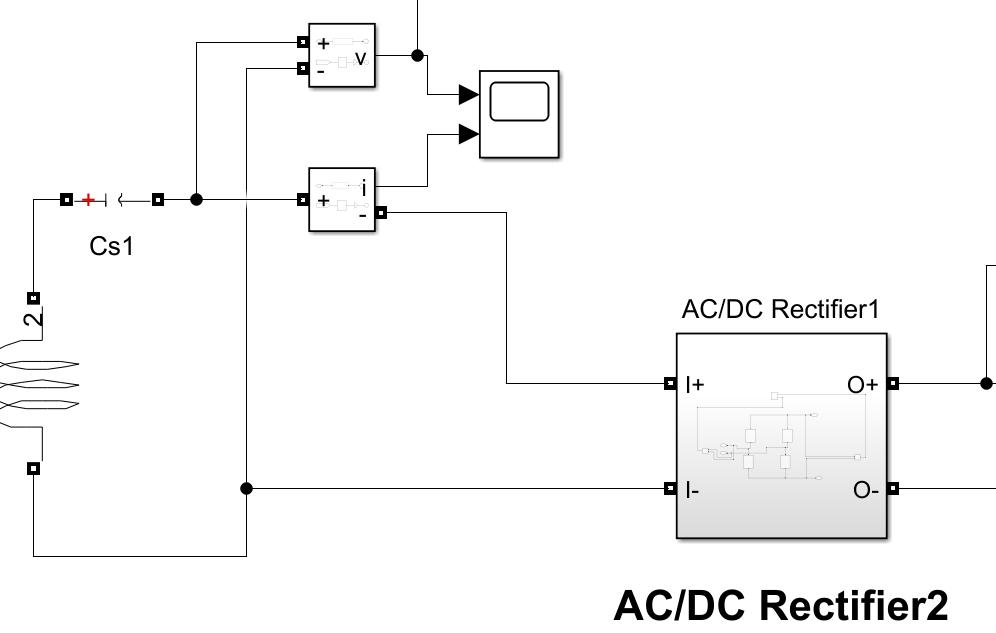 +
v
-
i
+
-
+
Cs1
2
AC/DC Rectifier1
I+
O+
I-
O-
AC/DC Rectifier2